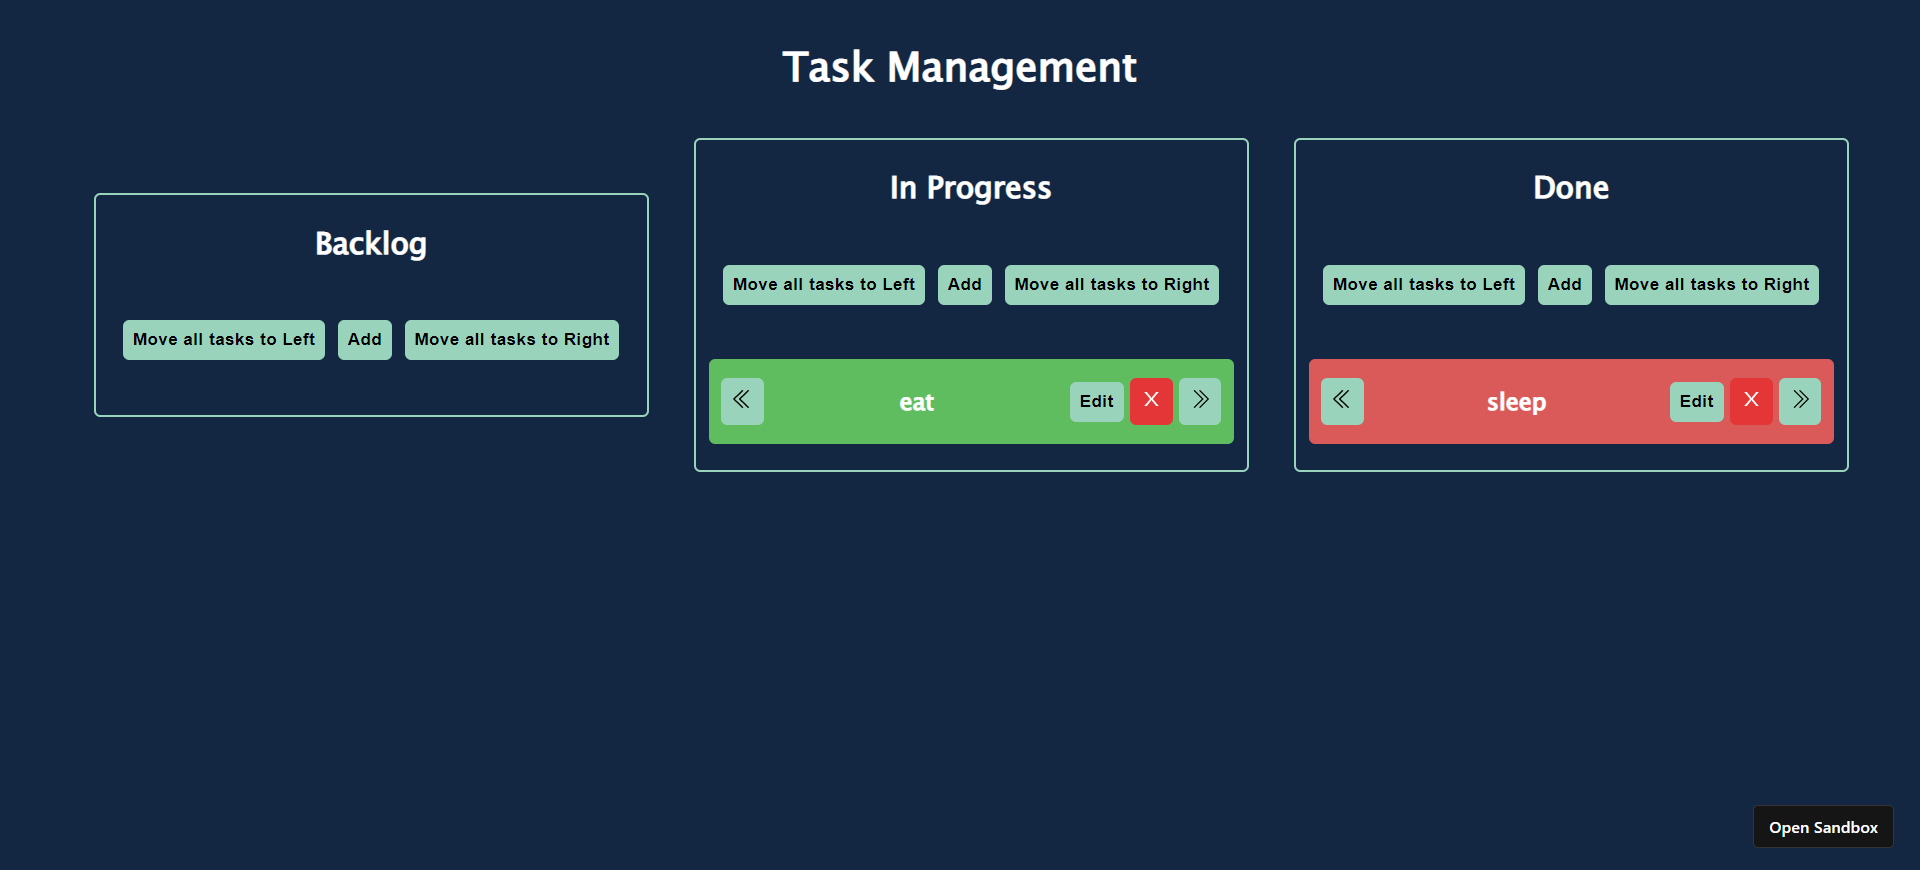 Task Management
Backlog
Move all tasks to Left Add Move all tasks to Right
In Progress
Move all tasks to Left Add Move all tasks to Right
eat Edit X
Done
Move all tasks to Left Add Move all tasks to Right
sleep Edit X
Open Sandbox